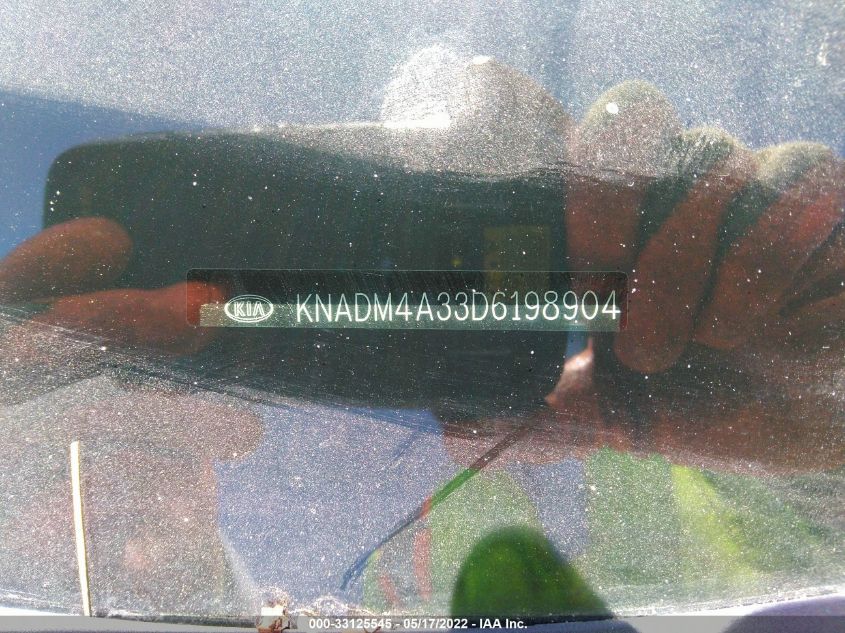 KIA KNADM4A33D6198904
000-33125545 - 05/17/2022 - IAA Inc.